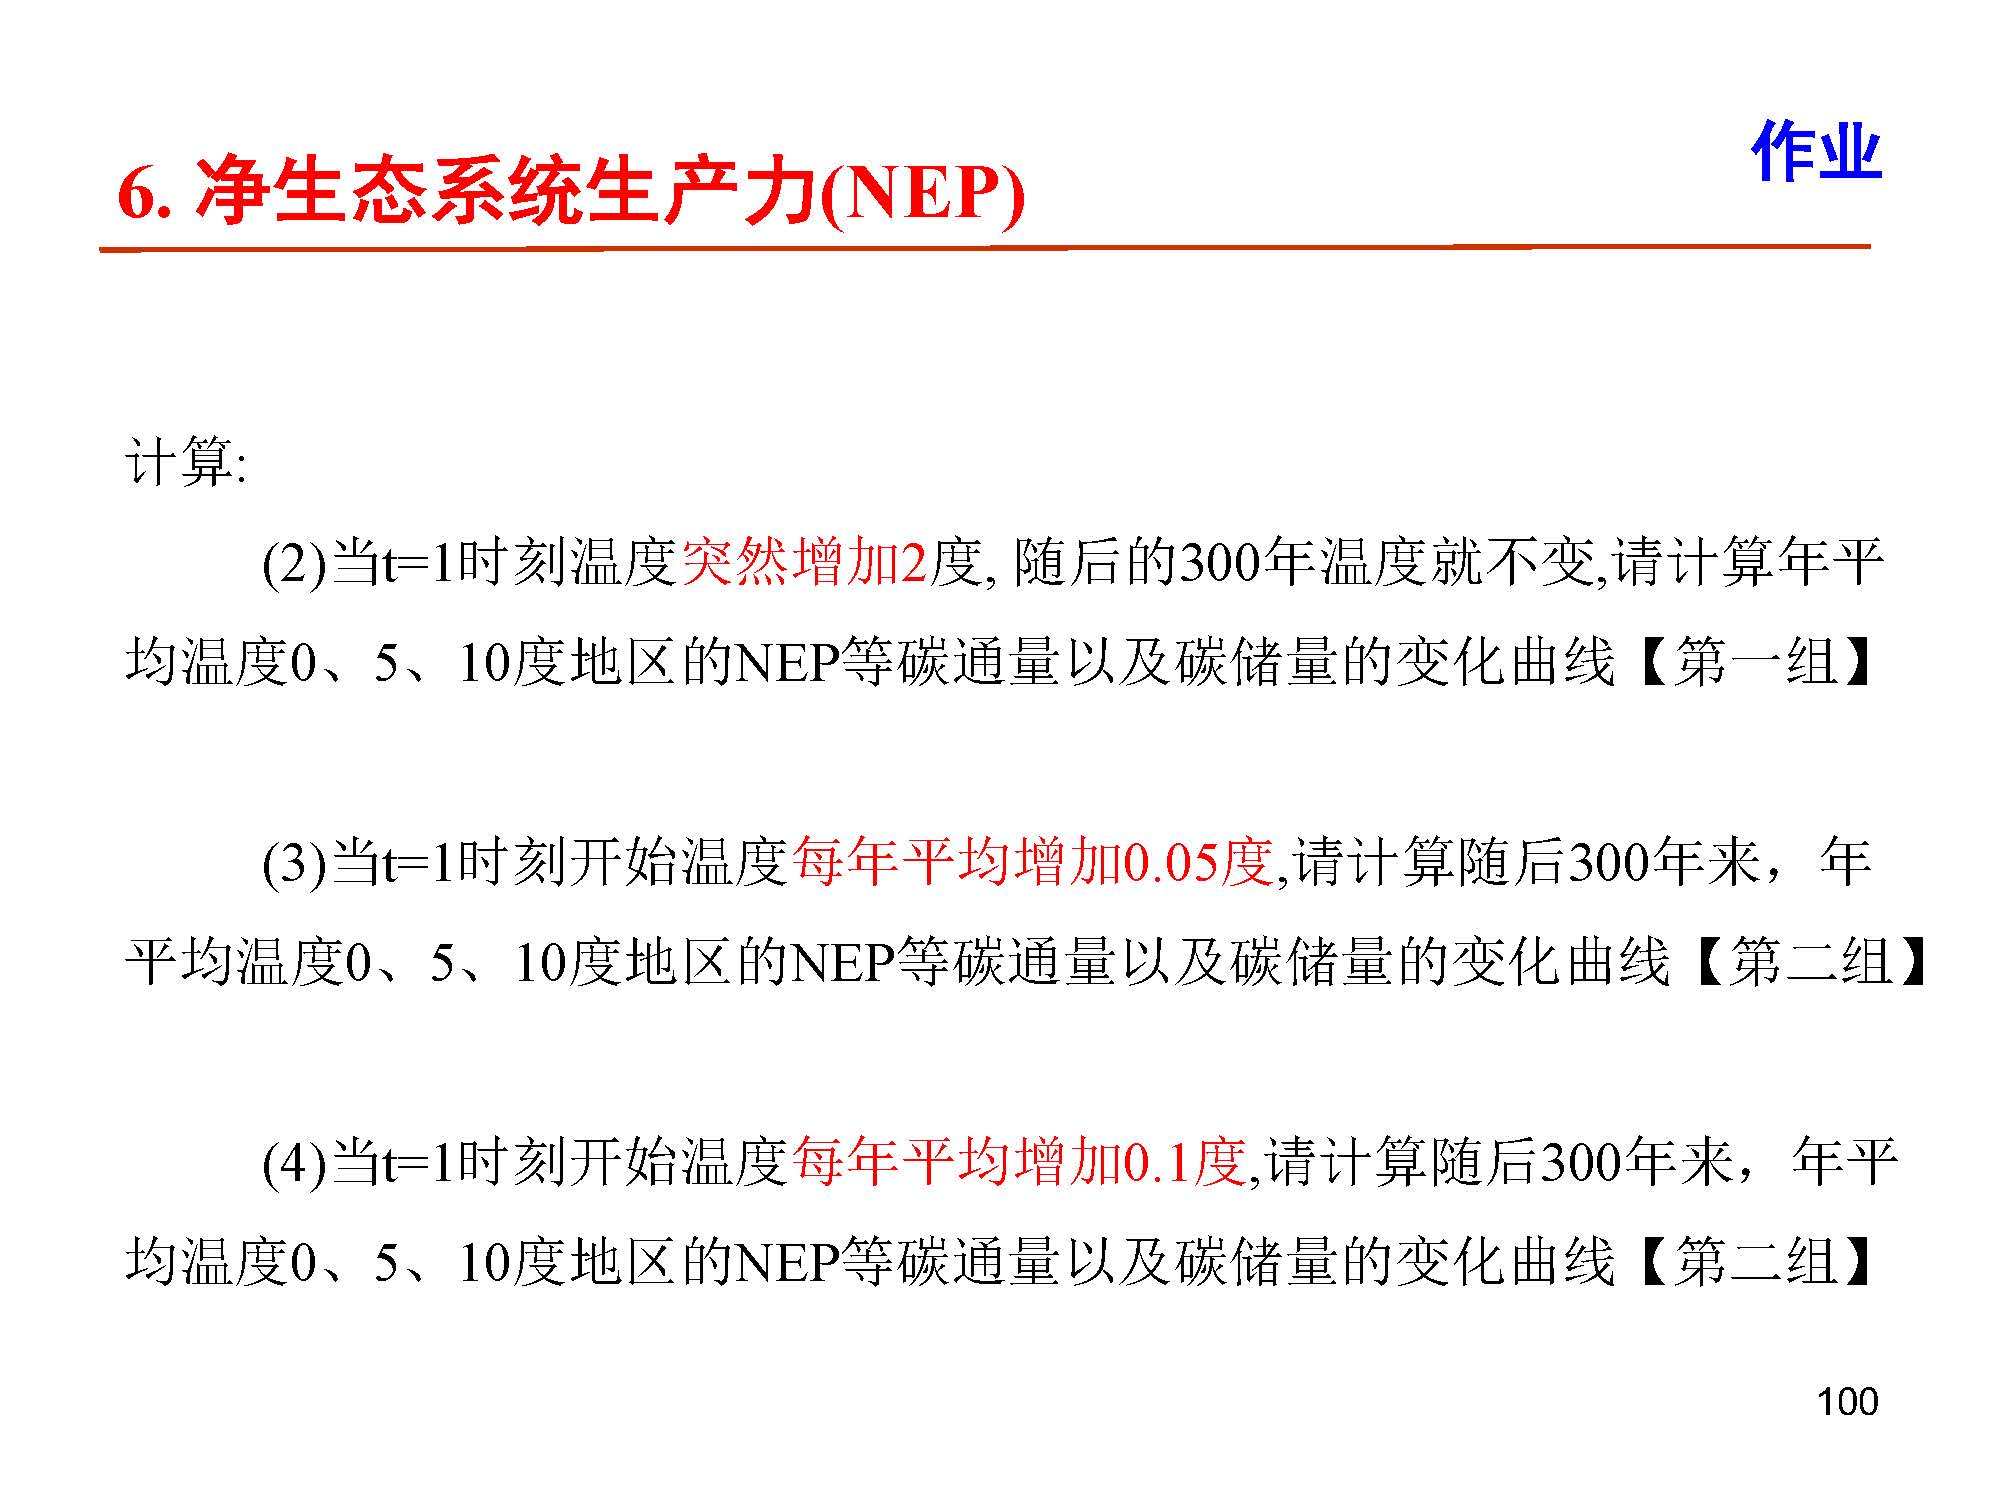 作业
6. 净生态系统生产力(NEP)
计算:
(2)当t=1时刻温度突然增加2度, 随后的300年温度就不变,请计算年平
均温度0、5、10度地区的NEP等碳通量以及碳储量的变化曲线【第一组】
(3)当t=1时刻开始温度每年平均增加0.05度,请计算随后300年来，年
平均温度0、5、10度地区的NEP等碳通量以及碳储量的变化曲线【第二组】
(4)当t=1时刻开始温度每年平均增加0.1度,请计算随后300年来，年平
均温度0、5、10度地区的NEP等碳通量以及碳储量的变化曲线【第二组】
100